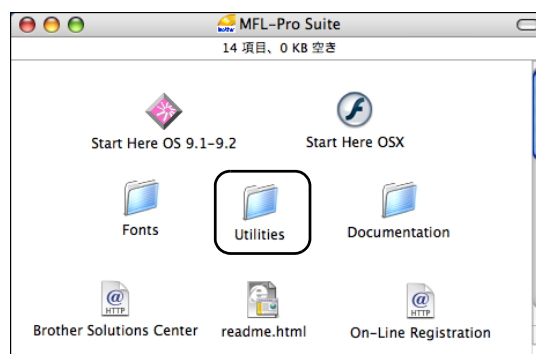 MFL-Pro Suite
14 項目、0 KB 空き
Start Here OS 9.1-9.2
Start Here OSX
Fonts
Utilities
Documentation
@
HTTP
@
HTTP
Brother Solutions Center
readme.html
On-Line Registration